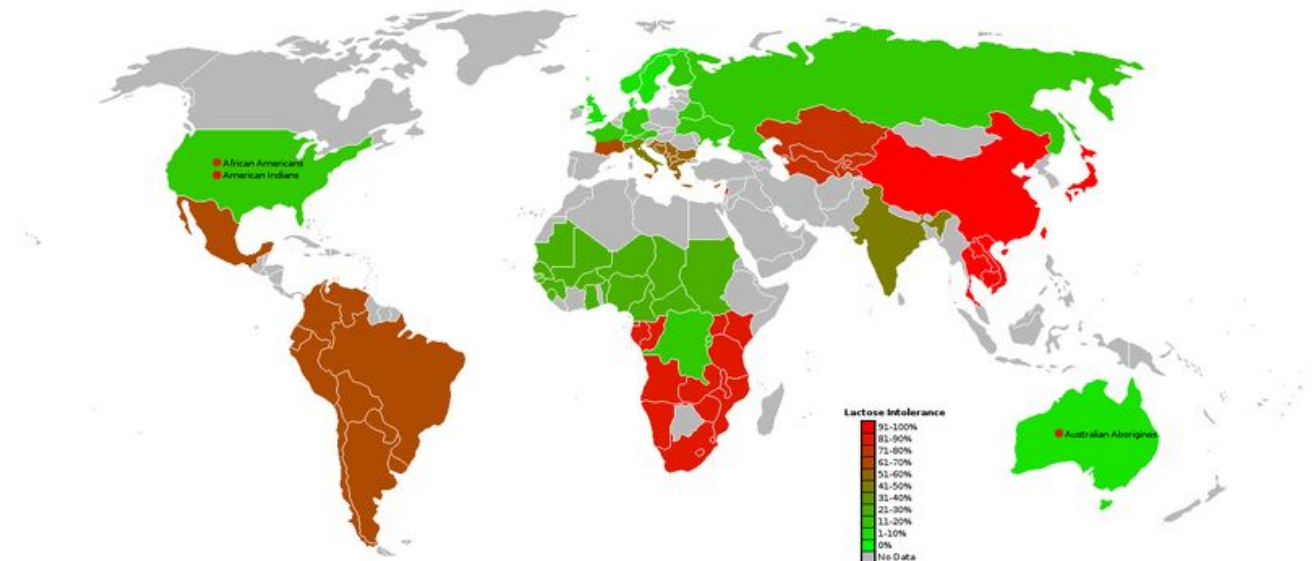 African Americans
American Indians
Lactose Intolerance
91-100%
81-90%
71-80%
61-70%
51-60%
41-50%
31-40%
21-30%
11-20%
1-10%
0%
No Data
Australian Aborigines